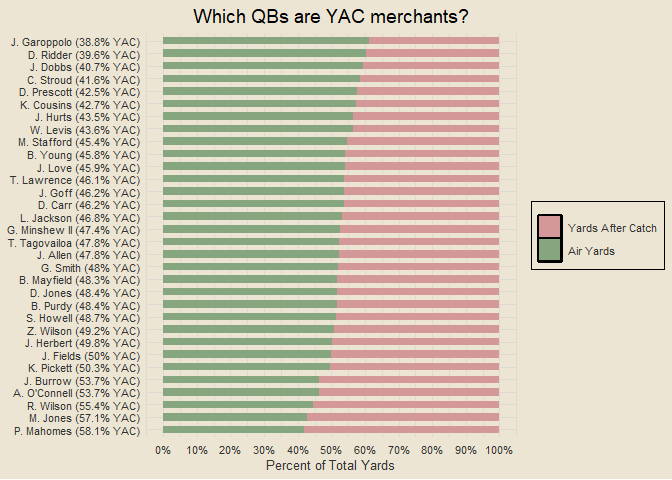 Which QBs are YAC merchants?
J. Garoppolo (38.8% YAC)
D. Ridder (39.6% YAC)
J. Dobbs (40.7% YAC)
C. Stroud (41.6% YAC)
D. Prescott (42.5% YAC)
K. Cousins (42.7% YAC)
J. Hurts (43.5% YAC)
W. Levis (43.6% YAC)
M. Stafford (45.4% YAC)
B. Young (45.8% YAC)
J. Love (45.9% YAC)
T. Lawrence (46.1% YAC)
J. Goff (46.2% YAC)
D. Carr (46.2% YAC)
L. Jackson (46.8% YAC)
G. Minshew II (47.4% YAC)
T. Tagovailoa (47.8% YAC)
J. Allen (47.8% YAC)
G. Smith (48% YAC)
B. Mayfield (48.3% YAC)
D. Jones (48.4% YAC)
B. Purdy (48.4% YAC)
S. Howell (48.7% YAC)
Z. Wilson (49.2% YAC)
J. Herbert (49.8% YAC)
J. Fields (50% YAC)
K. Pickett (50.3% YAC)
J. Burrow (53.7% YAC)
A. O'Connell (53.7% YAC)
R. Wilson (55.4% YAC)
M. Jones (57.1% YAC)
P. Mahomes (58.1% YAC)
0% 10% 20% 30% 40% 50% 60% 70% 80% 90% 100%
Percent of Total Yards
Yards After Catch
Air Yards